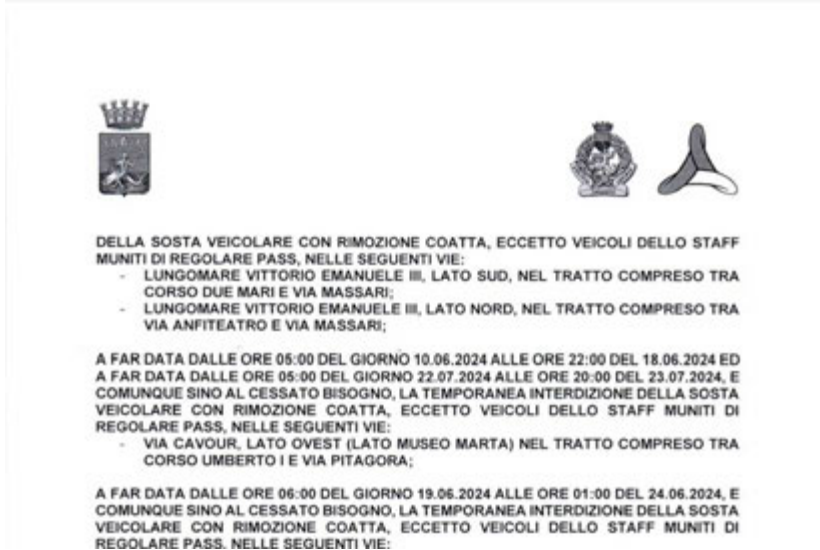 DELLA SOSTA VEICOLARE CON RIMOZIONE COATTA, ECCETTO VEICOLI DELLO STAFF
MUNITI DI REGOLARE PASS, NELLE SEGUENTI VIE:
- LUNGOMARE VITTORIO EMANUELE III, LATO SUD, NEL TRATTO COMPRESO TRA
CORSO DUE MARI E VIA MASSARI;
- LUNGOMARE VITTORIO EMANUELE III, LATO NORD, NEL TRATTO COMPRESO TRA
VIA ANFITEATRO E VIA MASSARI;
A FAR DATA DALLE ORE 05:00 DEL GIORNO 10.06.2024 ALLE ORE 22:00 DEL 18.06.2024 ED
A FAR DATA DALLE ORE 05:00 DEL GIORNO 22.07.2024 ALLE ORE 20:00 DEL 23.07.2024, E
COMUNQUE SINO AL CESSATO BISOGNO, LA TEMPORANEA INTERDIZIONE DELLA SOSTA
VEICOLARE CON RIMOZIONE COATTA, ECCETTO VEICOLI DELLO STAFF MUNITI DI
REGOLARE PASS, NELLE SEGUENTI VIE:
- VIA CAVOUR, LATO OVEST (LATO MUSEO MARTA) NEL TRATTO COMPRESO TRA
CORSO UMBERTO I E VIA PITAGORA;
A FAR DATA DALLE ORE 06:00 DEL GIORNO 19.06.2024 ALLE ORE 01:00 DEL 24.06.2024, E
COMUNQUE SINO AL CESSATO BISOGNO, LA TEMPORANEA INTERDIZIONE DELLA SOSTA
VEICOLARE CON RIMOZIONE COATTA, ECCETTO VEICOLI DELLO STAFF MUNITI DI
REGOLARE PASS, NELLE SEGUENTI VIE: